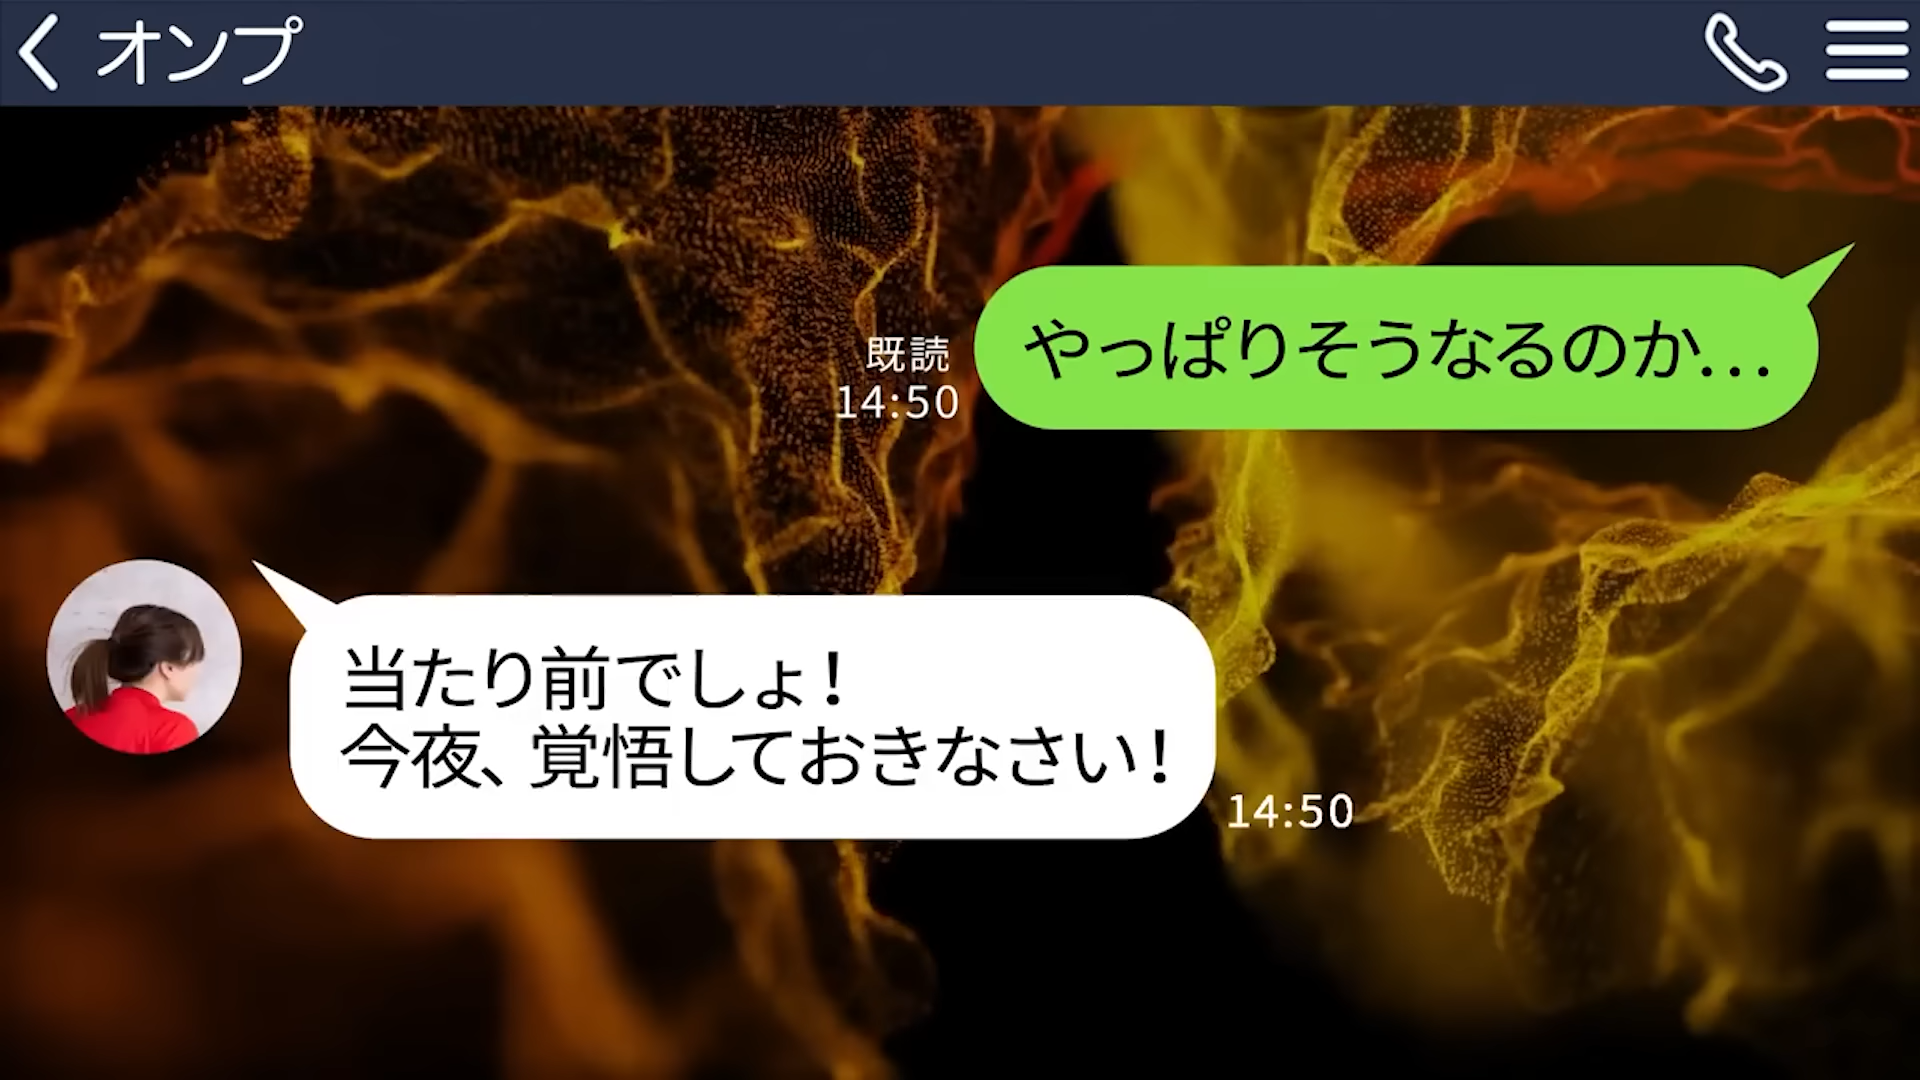 オンプ
やっぱりそうなるのか…
既読
14:50
当たり前でしょ！
今夜、覚悟しておきなさい！
14:50